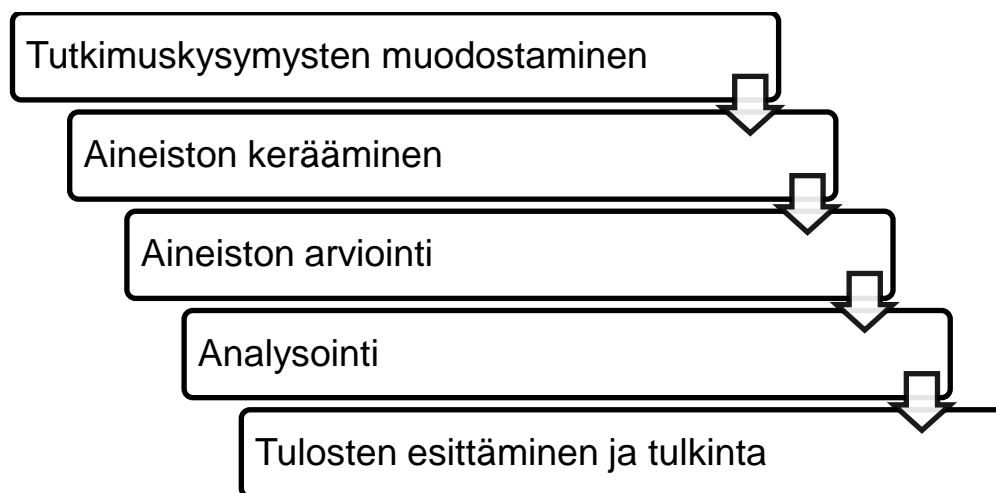 Tutkimuskysymysten muodostaminen
Aineiston kerääminen
Aineiston arviointi
Analysointi
Tulosten esittäminen ja tulkinta